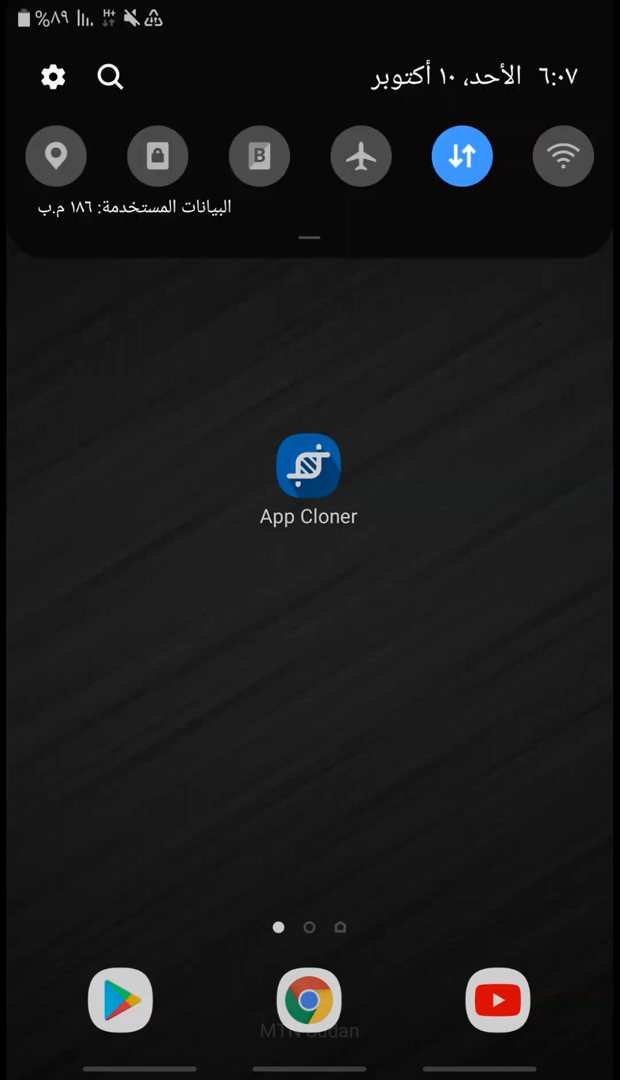 %٨٩ H+
٦:٠٧ الأحد، ١٠ أكتوبر
B
البيانات المستخدمة: ١٨٦ م.ب
App Cloner
MTN Sudan